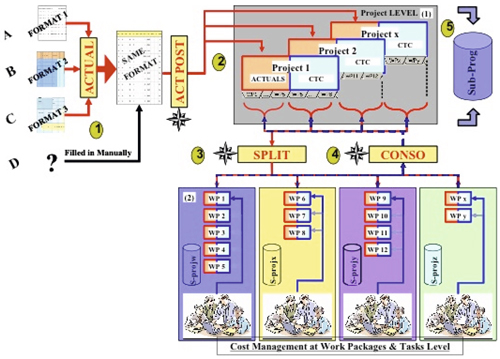 A
FORMAT 1
B
FORMAT 2
C
FORMAT 3
D
?
ACTUAL
1
SAME
FORMAT
Filled in Manually
ACT POST
2
Project LEVEL (1)
Project x
CTC
Project 2
CTC
Project 1
ACTUALS
CTC
5
Sub-Prog
3
SPLIT
4
CONSO
(2)
WP 1
WP 2
WP 3
WP 4
WP 5
S-projw
WP 6
WP 7
WP 8
S-projx
WP 9
WP 10
WP 11
WP 12
S-projy
WP x
WP y
S-projz
Cost Management at Work Packages & Tasks Level